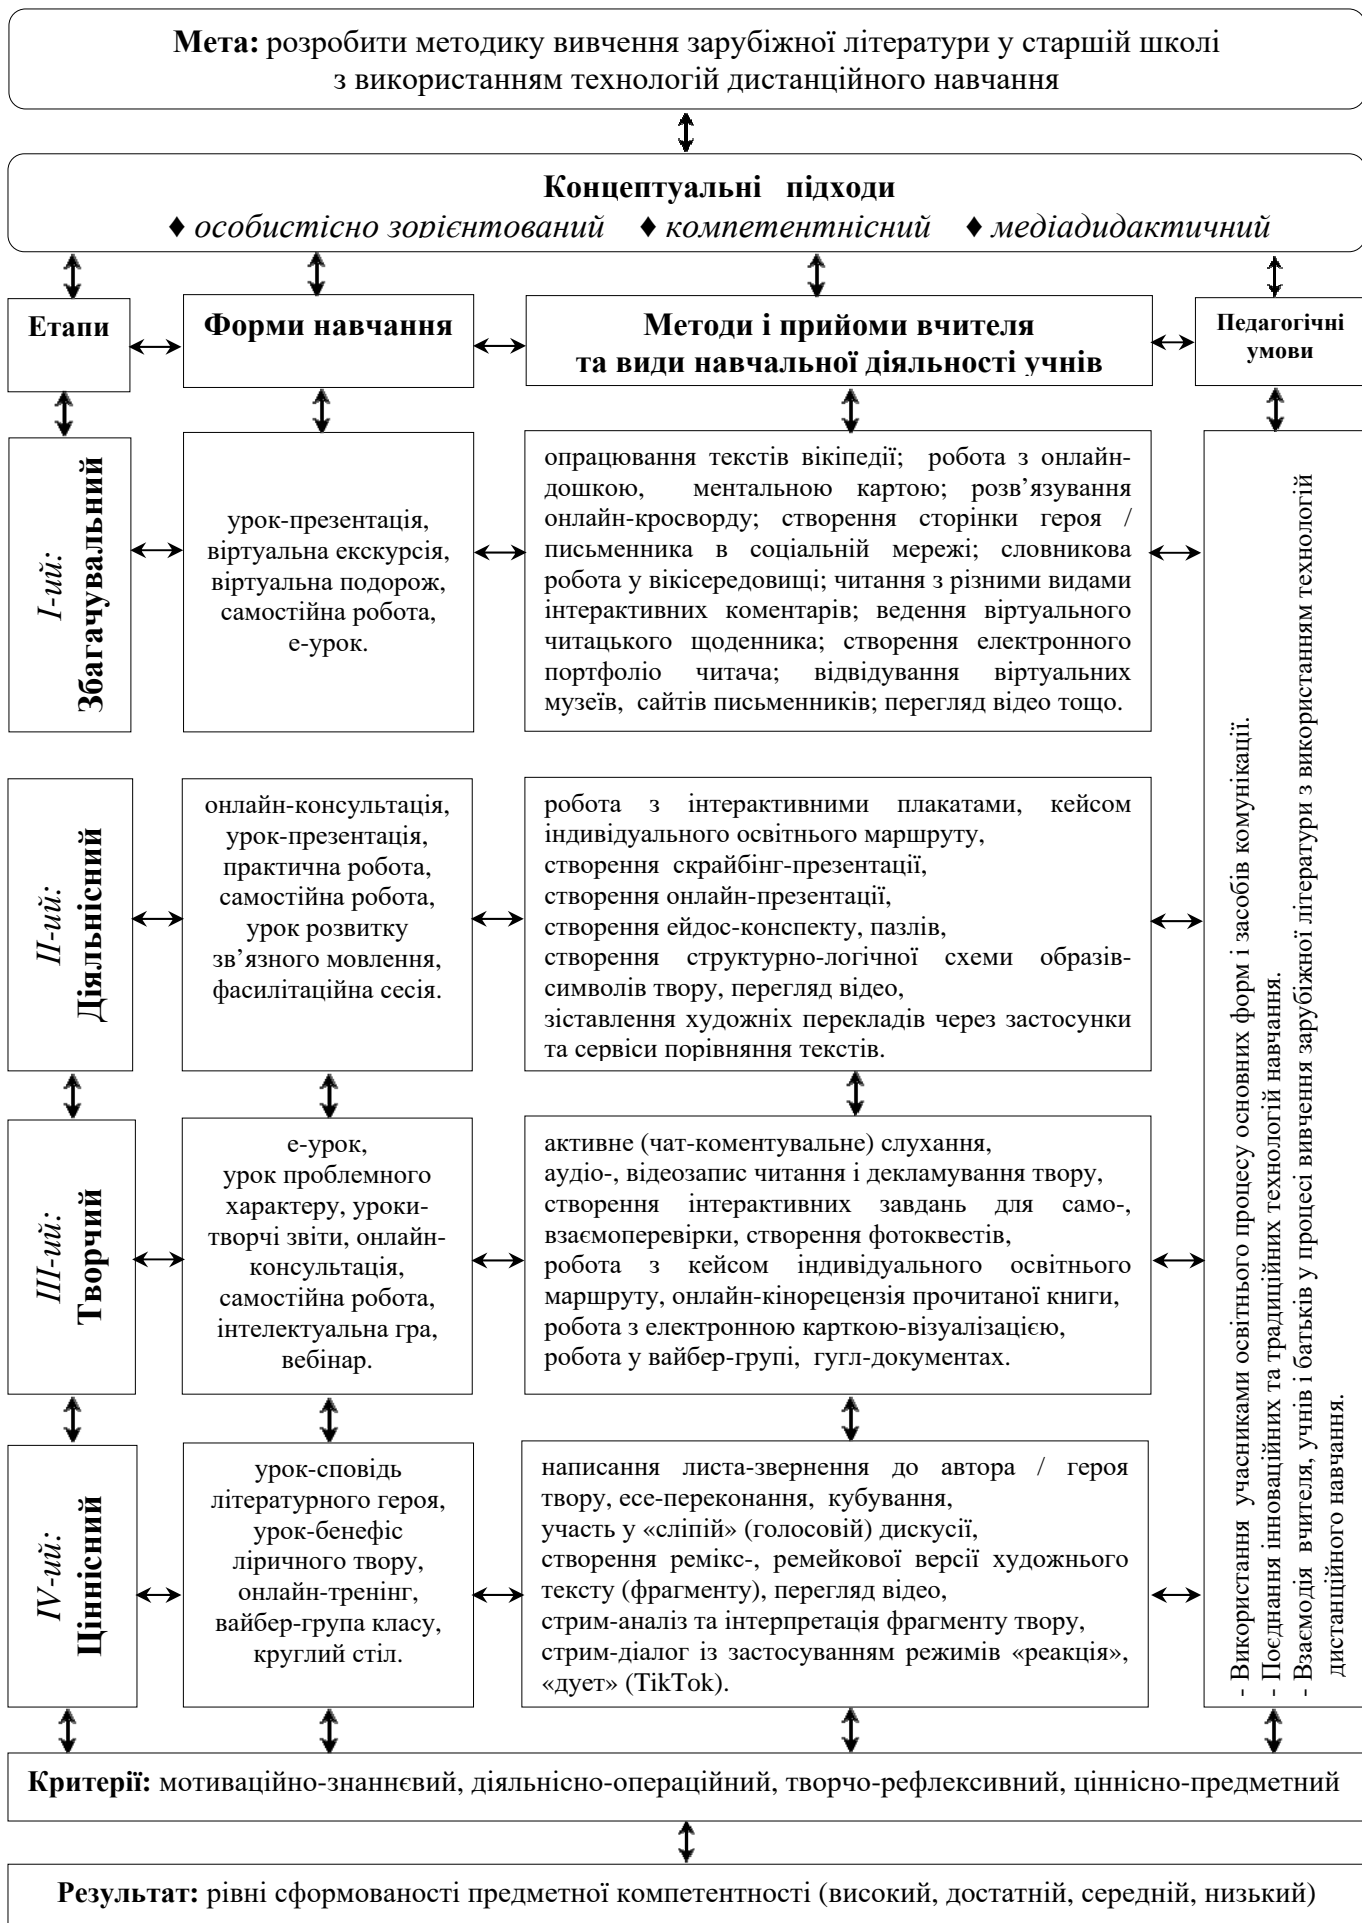 Мета: розробити методику вивчення зарубіжної літератури у старшій школі
з використанням технологій дистанційного навчання
Концептуальні підходи
♦ особистісно зорієнтований ♦ компетентнісний ♦ медіадидактичний
Етапи
Форми навчання
Методи і прийоми вчителя
та види навчальної діяльності учнів
Педагогічні
умови
І-ий:
Збагачувальний
урок-презентація,
віртуальна екскурсія,
віртуальна подорож,
самостійна робота,
е-урок.
опрацювання текстів вікіпедії; робота з онлайн-
дошкою, ментальною картою; розв’язування
онлайн-кросворду; створення сторінки героя /
письменника в соціальній мережі; словникова
робота у вікісередовищі; читання з різними видами
інтерактивних коментарів; ведення віртуального
читацького щоденника; створення електронного
портфоліо читача; відвідування віртуальних
музеїв, сайтів письменників; перегляд відео тощо.
ІІ-ий:
Діяльнісний
онлайн-консультація,
урок-презентація,
практична робота,
самостійна робота,
урок розвитку
зв’язного мовлення,
фасилітаційна сесія.
робота з інтерактивними плакатами, кейсом
індивідуального освітнього маршруту,
створення скрайбінг-презентації,
створення онлайн-презентації,
створення ейдос-конспекту, пазлів,
створення структурно-логічної схеми образів-
символів твору, перегляд відео,
зіставлення художніх перекладів через застосунки
та сервіси порівняння текстів.
ІІІ-ий:
Творчий
е-урок,
урок проблемного
характеру, уроки-
творчі звіти, онлайн-
консультація,
самостійна робота,
інтелектуальна гра,
вебінар.
активне (чат-коментувальне) слухання,
аудіо-, відеозапис читання і декламування твору,
створення інтерактивних завдань для само-,
взаємоперевірки, створення фотоквестів,
робота з кейсом індивідуального освітнього
маршруту, онлайн-кінорецензія прочитаної книги,
робота з електронною карткою-візуалізацією,
робота у вайбер-групі, гугл-документах.
IV-ий:
Ціннісний
урок-сповідь
літературного героя,
урок-бенефіс
ліричного твору,
онлайн-тренінг,
вайбер-група класу,
круглий стіл.
написання листа-звернення до автора / героя
твору, есе-переконання, кубування,
участь у «сліпій» (голосовій) дискусії,
створення ремікс-, ремейкової версії художнього
тексту (фрагменту), перегляд відео,
стрим-аналіз та інтерпретація фрагменту твору,
стрим-діалог із застосуванням режимів «реакція»,
«дует» (TikTok).
- Використання учасниками освітнього процесу основних форм і засобів комунікації.
- Поєднання інноваційних та традиційних технологій навчання.
- Взаємодія вчителя, учнів і батьків у процесі вивчення зарубіжної літератури з використанням технологій
дистанційного навчання.
Критерії: мотиваційно-знаннєвий, діяльнісно-операційний, творчо-рефлексивний, ціннісно-предметний
Результат: рівні сформованості предметної компетентності (високий, достатній, середній, низький)